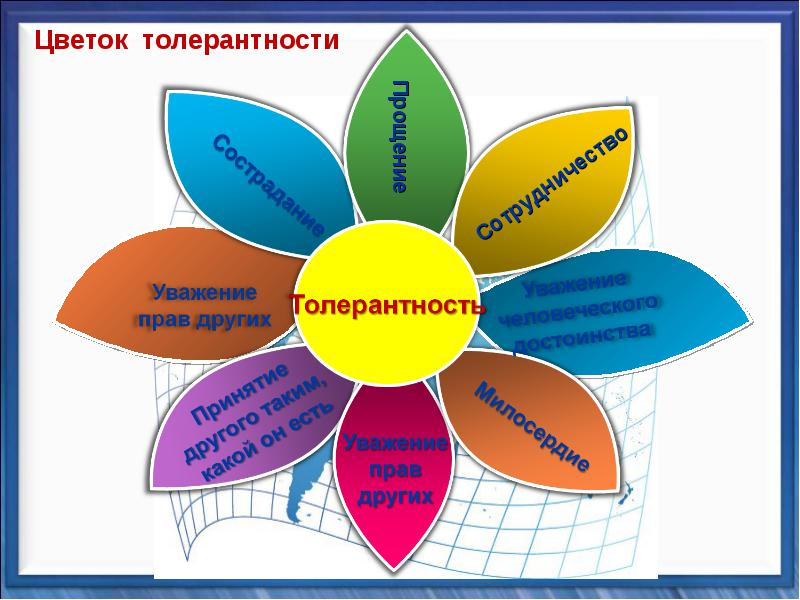 Цветок толерантности
Прощение
Сострадание
Сотрудничество
Уважение
прав других
Толерантность
Уважение
человеческого
достоинства
Принятие
другого таким,
какой он есть
Милосердие
Уважение
прав
других